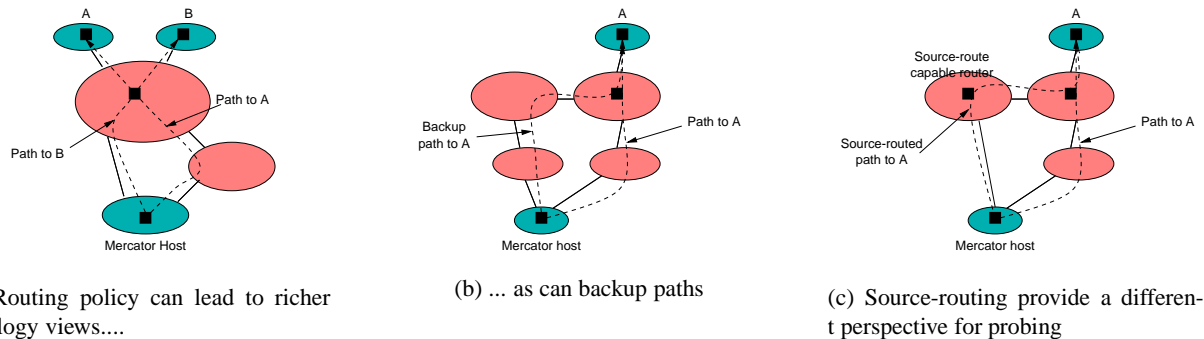 A
B
Path to A
Path to B
Mercator Host
Routing policy can lead to richer
logy views....
A
Backup
path to A
Path to A
Mercator host
(b) ... as can backup paths
A
Source-route
capable router
Path to A
Source-routed
path to A
Mercator host
(c) Source-routing provide a differen-
t perspective for probing